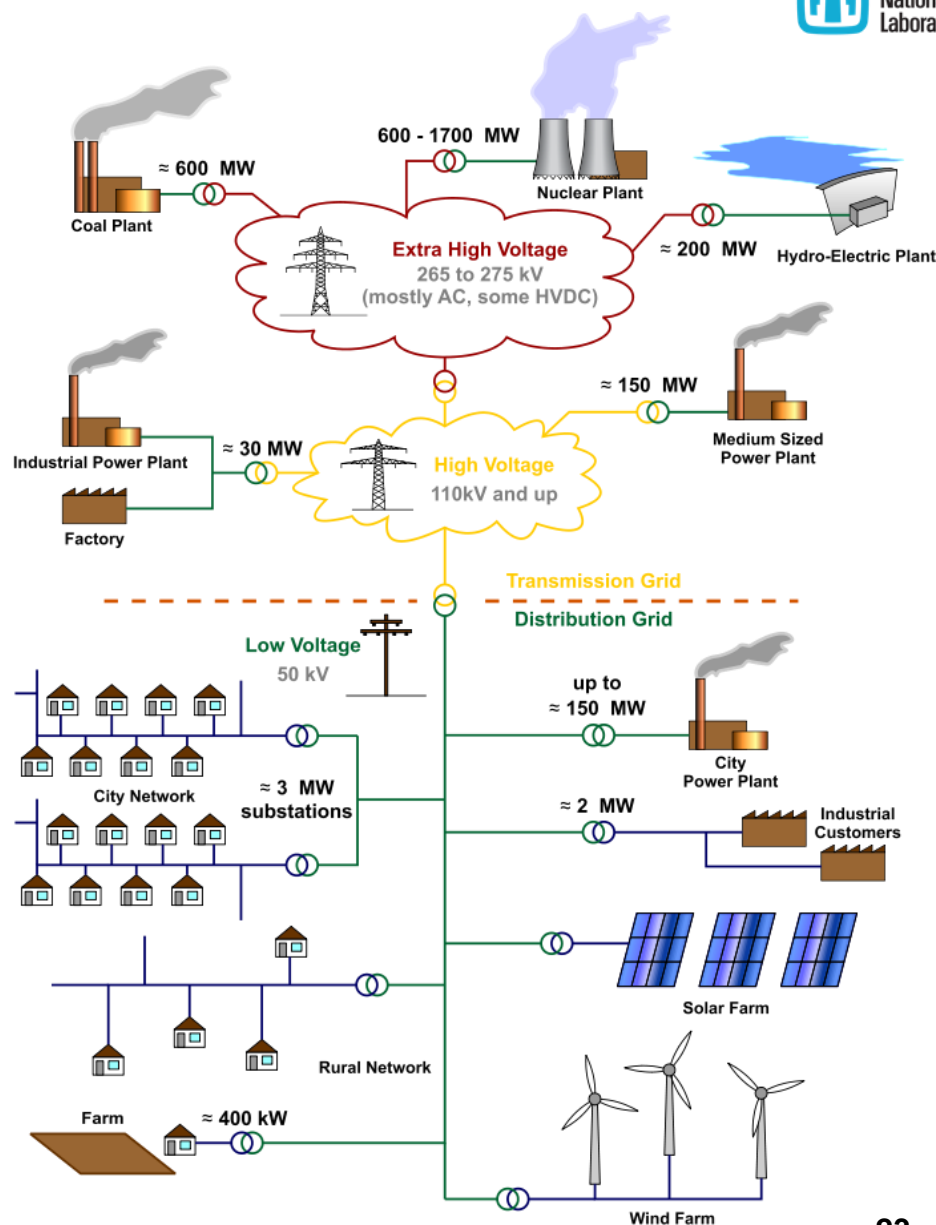 600 - 1700 MW
≈ 600 MW
Nuclear Plant
Coal Plant
Extra High Voltage
265 to 275 kV
(mostly AC, some HVDC)
≈ 200 MW
Hydro-Electric Plant
≈ 150 MW
Medium Sized
Power Plant
≈ 30 MW
Industrial Power Plant
Factory
High Voltage
110kV and up
Transmission Grid
Distribution Grid
Low Voltage
50 kV
up to
≈ 150 MW
City
Power Plant
City Network
≈ 3 MW
substations
≈ 2 MW
Industrial
Customers
Solar Farm
Rural Network
Farm
≈ 400 kW
Wind Farm